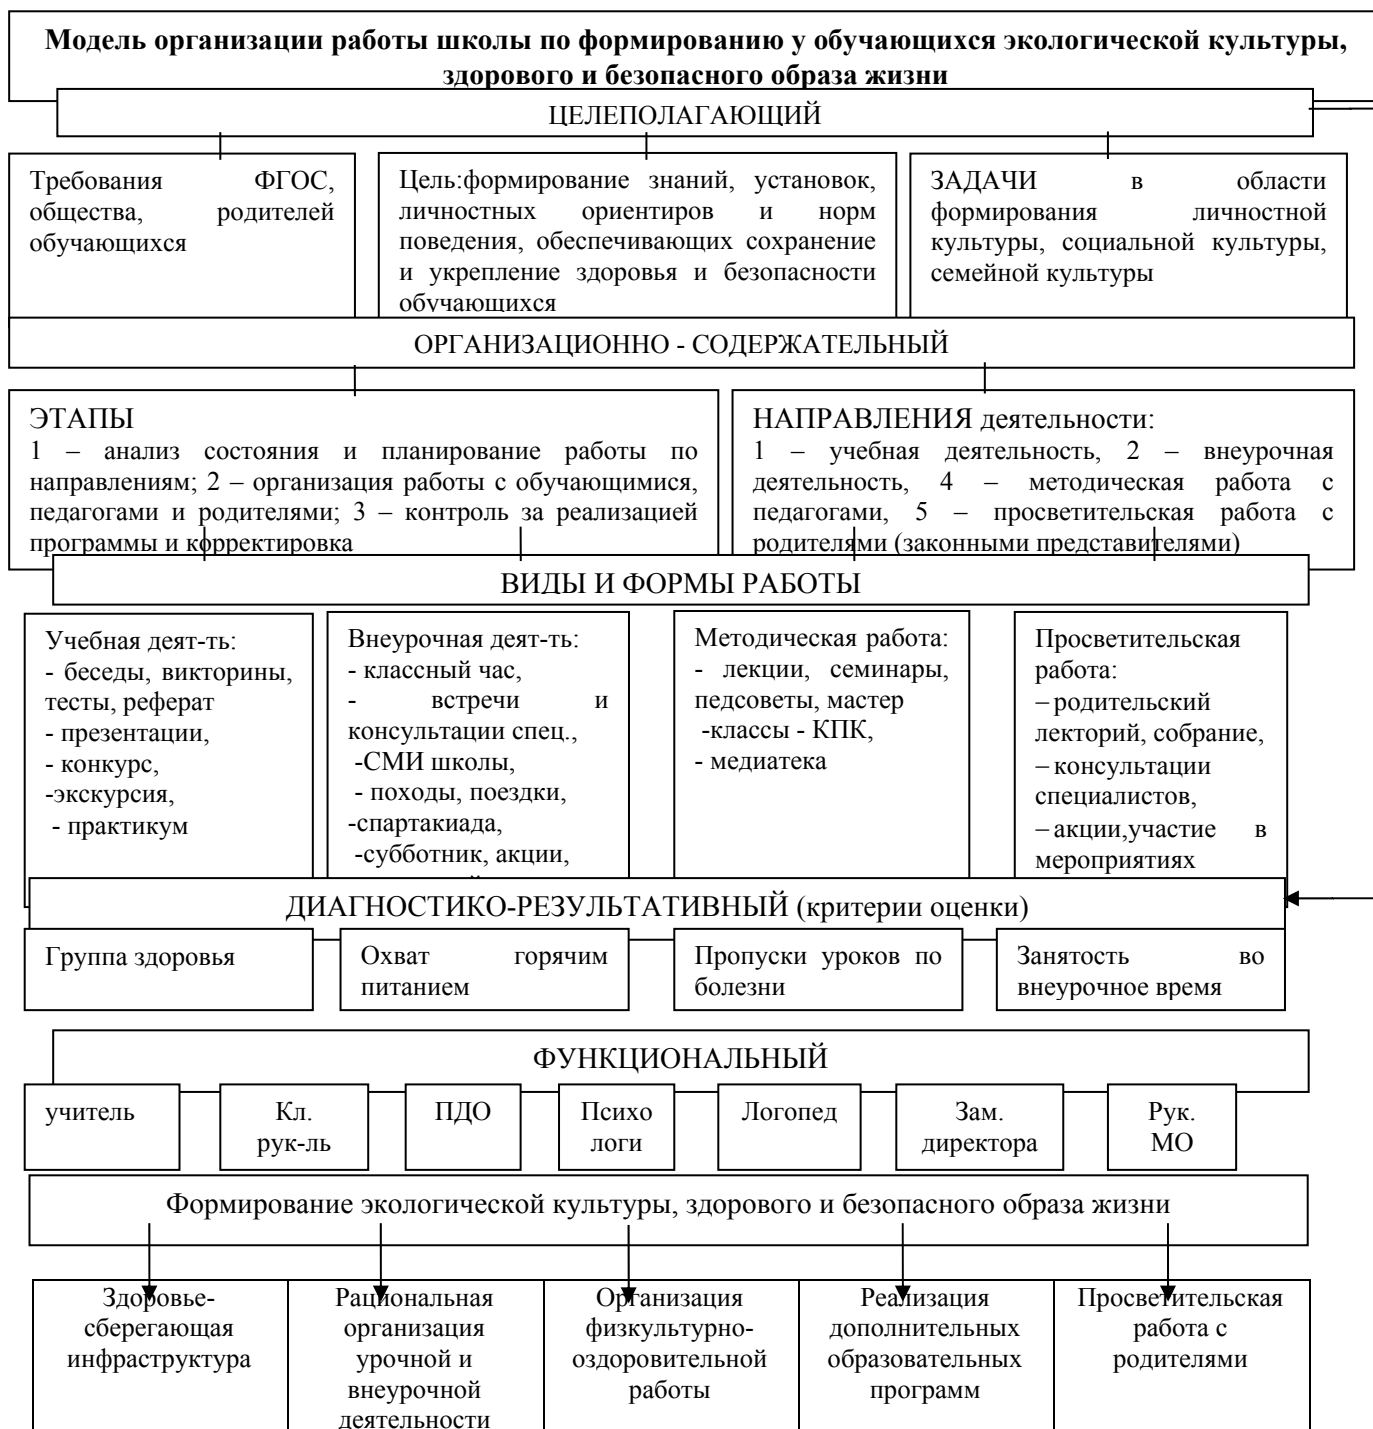 Модель организации работы школы по формированию у обучающихся экологической культуры,
здорового и безопасного образа жизни
ЦЕЛЕПОЛАГАЮЩИЙ
Требования ФГОС,
общества, родителей
обучающихся
Цель:формирование знаний, установок,
личностных ориентиров и норм
поведения, обеспечивающих сохранение
и укрепление здоровья и безопасности
обучающихся
ЗАДАЧИ в области
формирования личностной
культуры, социальной культуры,
семейной культуры
ОРГАНИЗАЦИОННО - СОДЕРЖАТЕЛЬНЫЙ
ЭТАПЫ
1 – анализ состояния и планирование работы по
направлениям; 2 – организация работы с обучающимися,
педагогами и родителями; 3 – контроль за реализацией
программы и корректировка
НАПРАВЛЕНИЯ деятельности:
1 – учебная деятельность, 2 – внеурочная
деятельность, 4 – методическая работа с
педагогами, 5 – просветительская работа с
родителями (законными представителями)
ВИДЫ И ФОРМЫ РАБОТЫ
Учебная деят-ть:
- беседы, викторины,
тесты, реферат
- презентации,
- конкурс,
-экскурсия,
- практикум
Внеурочная деят-ть:
- классный час,
- встречи и
консультации спец.,
-СМИ школы,
- походы, поездки,
-спартакиада,
-субботник, акции,
Методическая работа:
- лекции, семинары,
педсоветы, мастер
-классы - КПК,
- медиатека
Просветительская
работа:
– родительский
лекторий, собрание,
– консультации
специалистов,
– акции,участие в
мероприятиях
ДИАГНОСТИКО-РЕЗУЛЬТАТИВНЫЙ (критерии оценки)
Группа здоровья
Охват горячим
питанием
Пропуски уроков по
болезни
Занятость во
внеурочное время
ФУНКЦИОНАЛЬНЫЙ
учитель
Кл.
рук-ль
ПДО
Психо
логи
Логопед
Зам.
директора
Рук.
МО
Формирование экологической культуры, здорового и безопасного образа жизни
Здоровье-
сберегающая
инфраструктура
Рациональная
организация
урочной и
внеурочной
деятельности
Организация
физкультурно-
оздоровительной
работы
Реализация
дополнительных
образовательных
программ
Просветительская
работа с
родителями